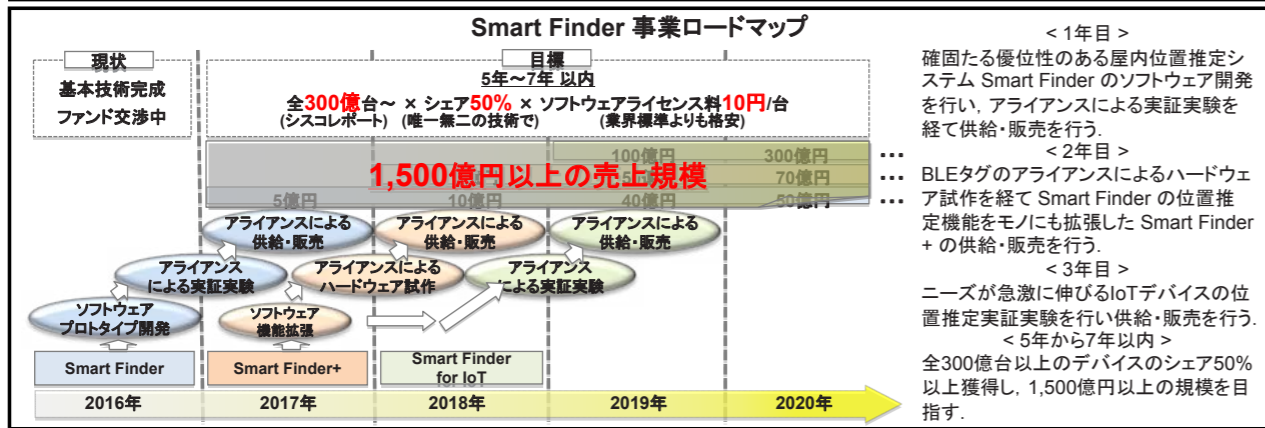 Smart Finder 事業ロードマップ
現状
基本技術完成
ファンド交渉中
目標
5年~7年 以内
全300億台~ × シェア50% × ソフトウェアライセンス料10円/台
(シスコレポート) (唯一無二の技術で) (業界標準よりも格安)
100億円 300億円 …
1,500億円以上の売上規模
70億円 …
5億円 10億円 40億円 50億円 …
アライアンスによる
供給・販売
アライアンスによる
供給・販売
アライアンスによる
供給・販売
アライアンス
による実証実験
アライアンスによる
ハードウェア試作
アライアンス
による実証実験
ソフトウェア
プロトタイプ開発
ソフトウェア
機能拡張
Smart Finder
Smart Finder+
Smart Finder
for IoT
2016年 2017年 2018年 2019年 2020年
< 1年目 >
確固たる優位性のある屋内位置推定シ
ステム Smart Finder のソフトウェア開発
を行い, アライアンスによる実証実験を
経て供給・販売を行う.
< 2年目 >
BLEタグのアライアンスによるハードウェ
ア試作を経て Smart Finder の位置推
定機能をモノにも拡張した Smart Finder
+ の供給・販売を行う.
< 3年目 >
ニーズが急激に伸びるIoTデバイスの位
置推定実証実験を行い供給・販売を行う.
< 5年から7年以内 >
全300億台以上のデバイスのシェア50%
以上獲得し, 1,500億円以上の規模を目
指す.